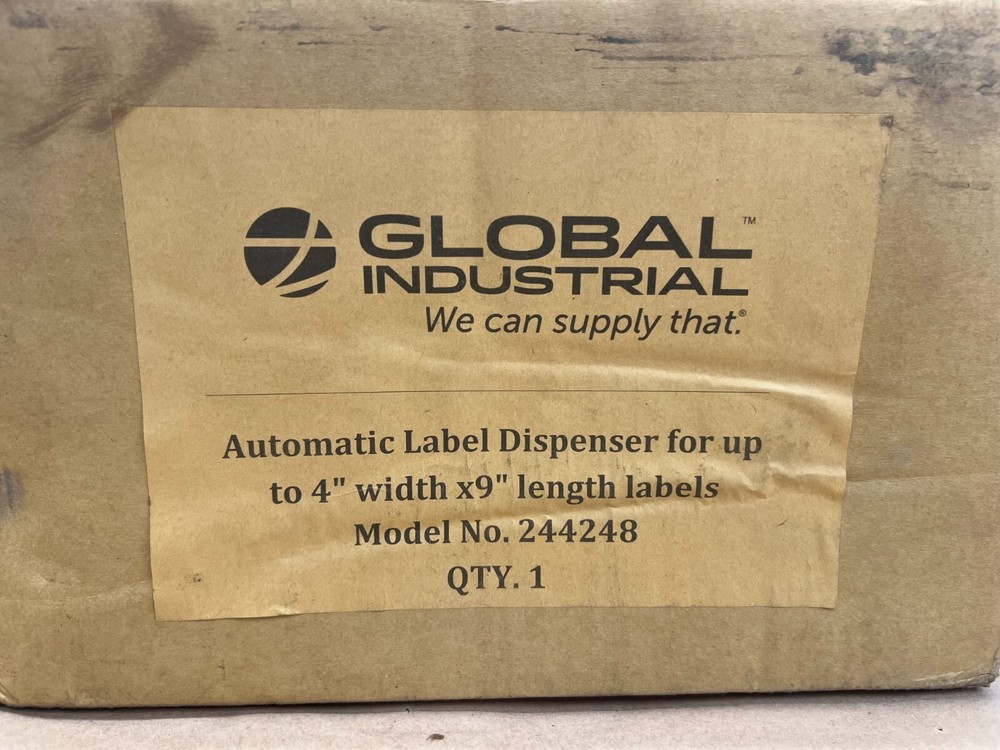 GLOBAL™
INDUSTRIAL
We can supply that.®
Automatic Label Dispenser for up
to 4" width x9" length labels
Model No. 244248
QTY. 1